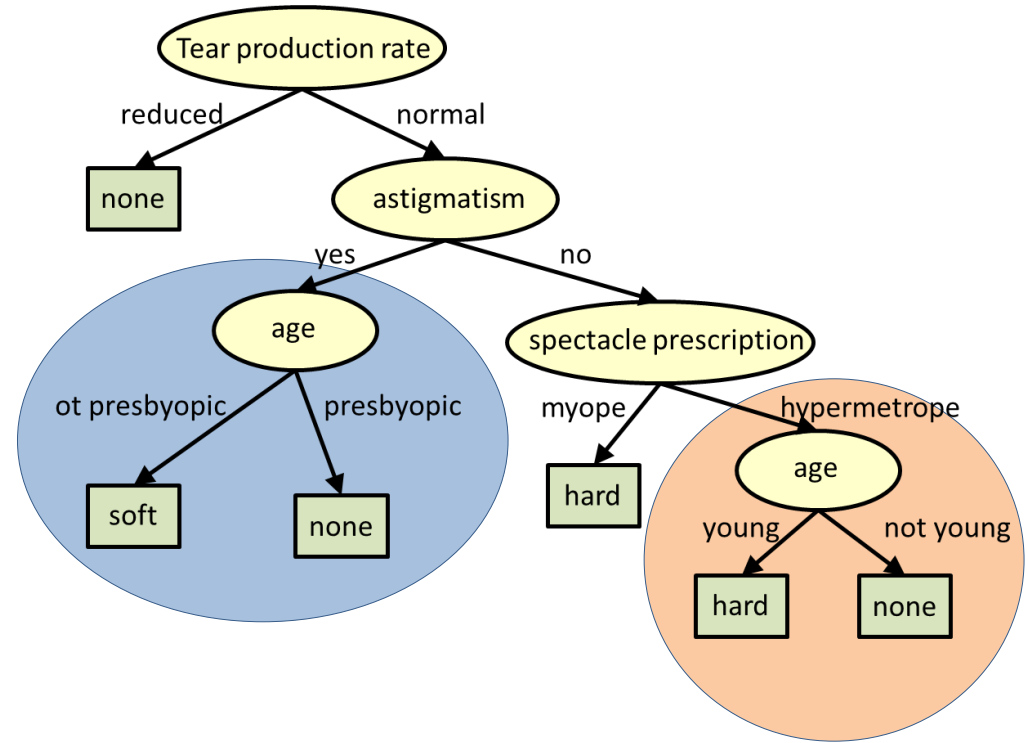 Tear production rate
reduced
normal
none
astigmatism
yes
no
age
spectacle prescription
ot presbyopic
presbyopic
myope
hypermetrope
age
soft
none
hard
young
not young
hard
none